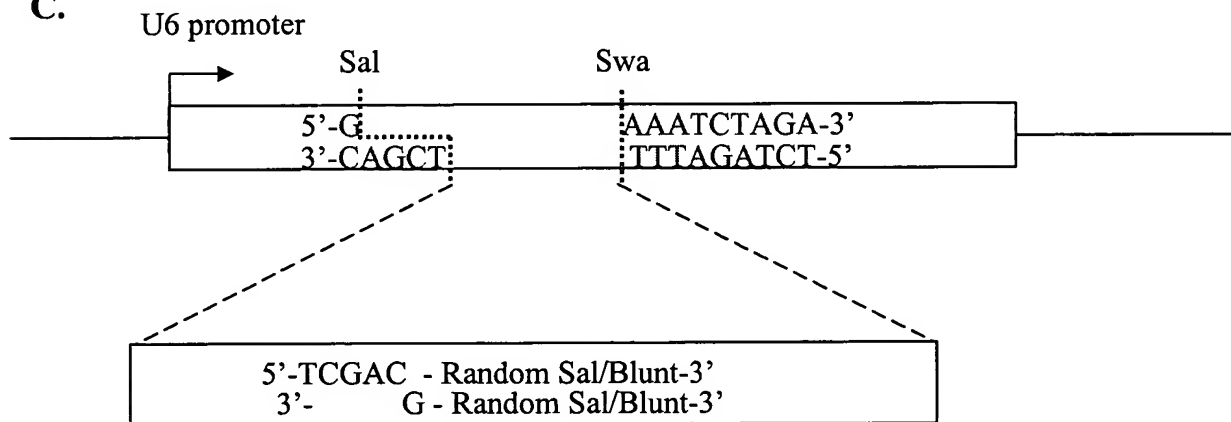 C.
U6 promoter
Sal Swa
5’-G AAATCTAGA-3’
3’-CAGCT TTTAGATCT-5’
5’-TCGAC - Random Sal/Blunt-3’
3’- G - Random Sal/Blunt-3’